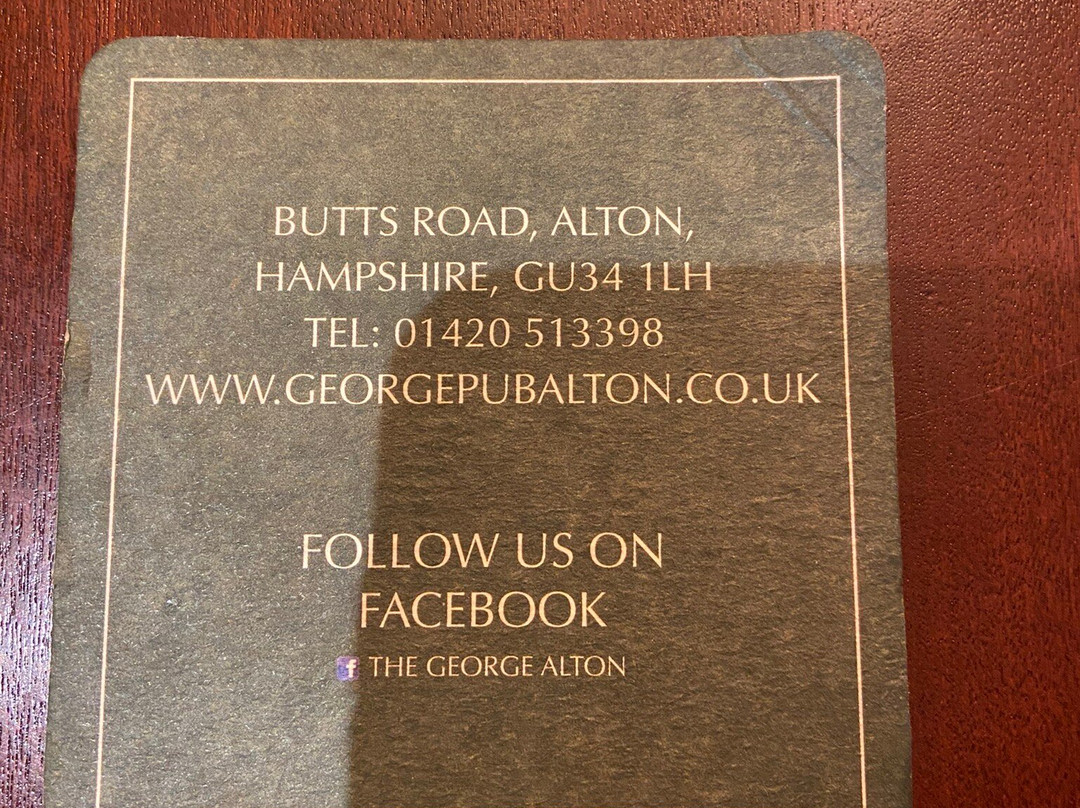 BUTTS ROAD, ALTON,
HAMPSHIRE, GU34 1LH
TEL: 01420 513398
WWW.GEORGEPUBALTON.CO.UK
FOLLOW US ON
FACEBOOK
f THE GEORGE ALTON